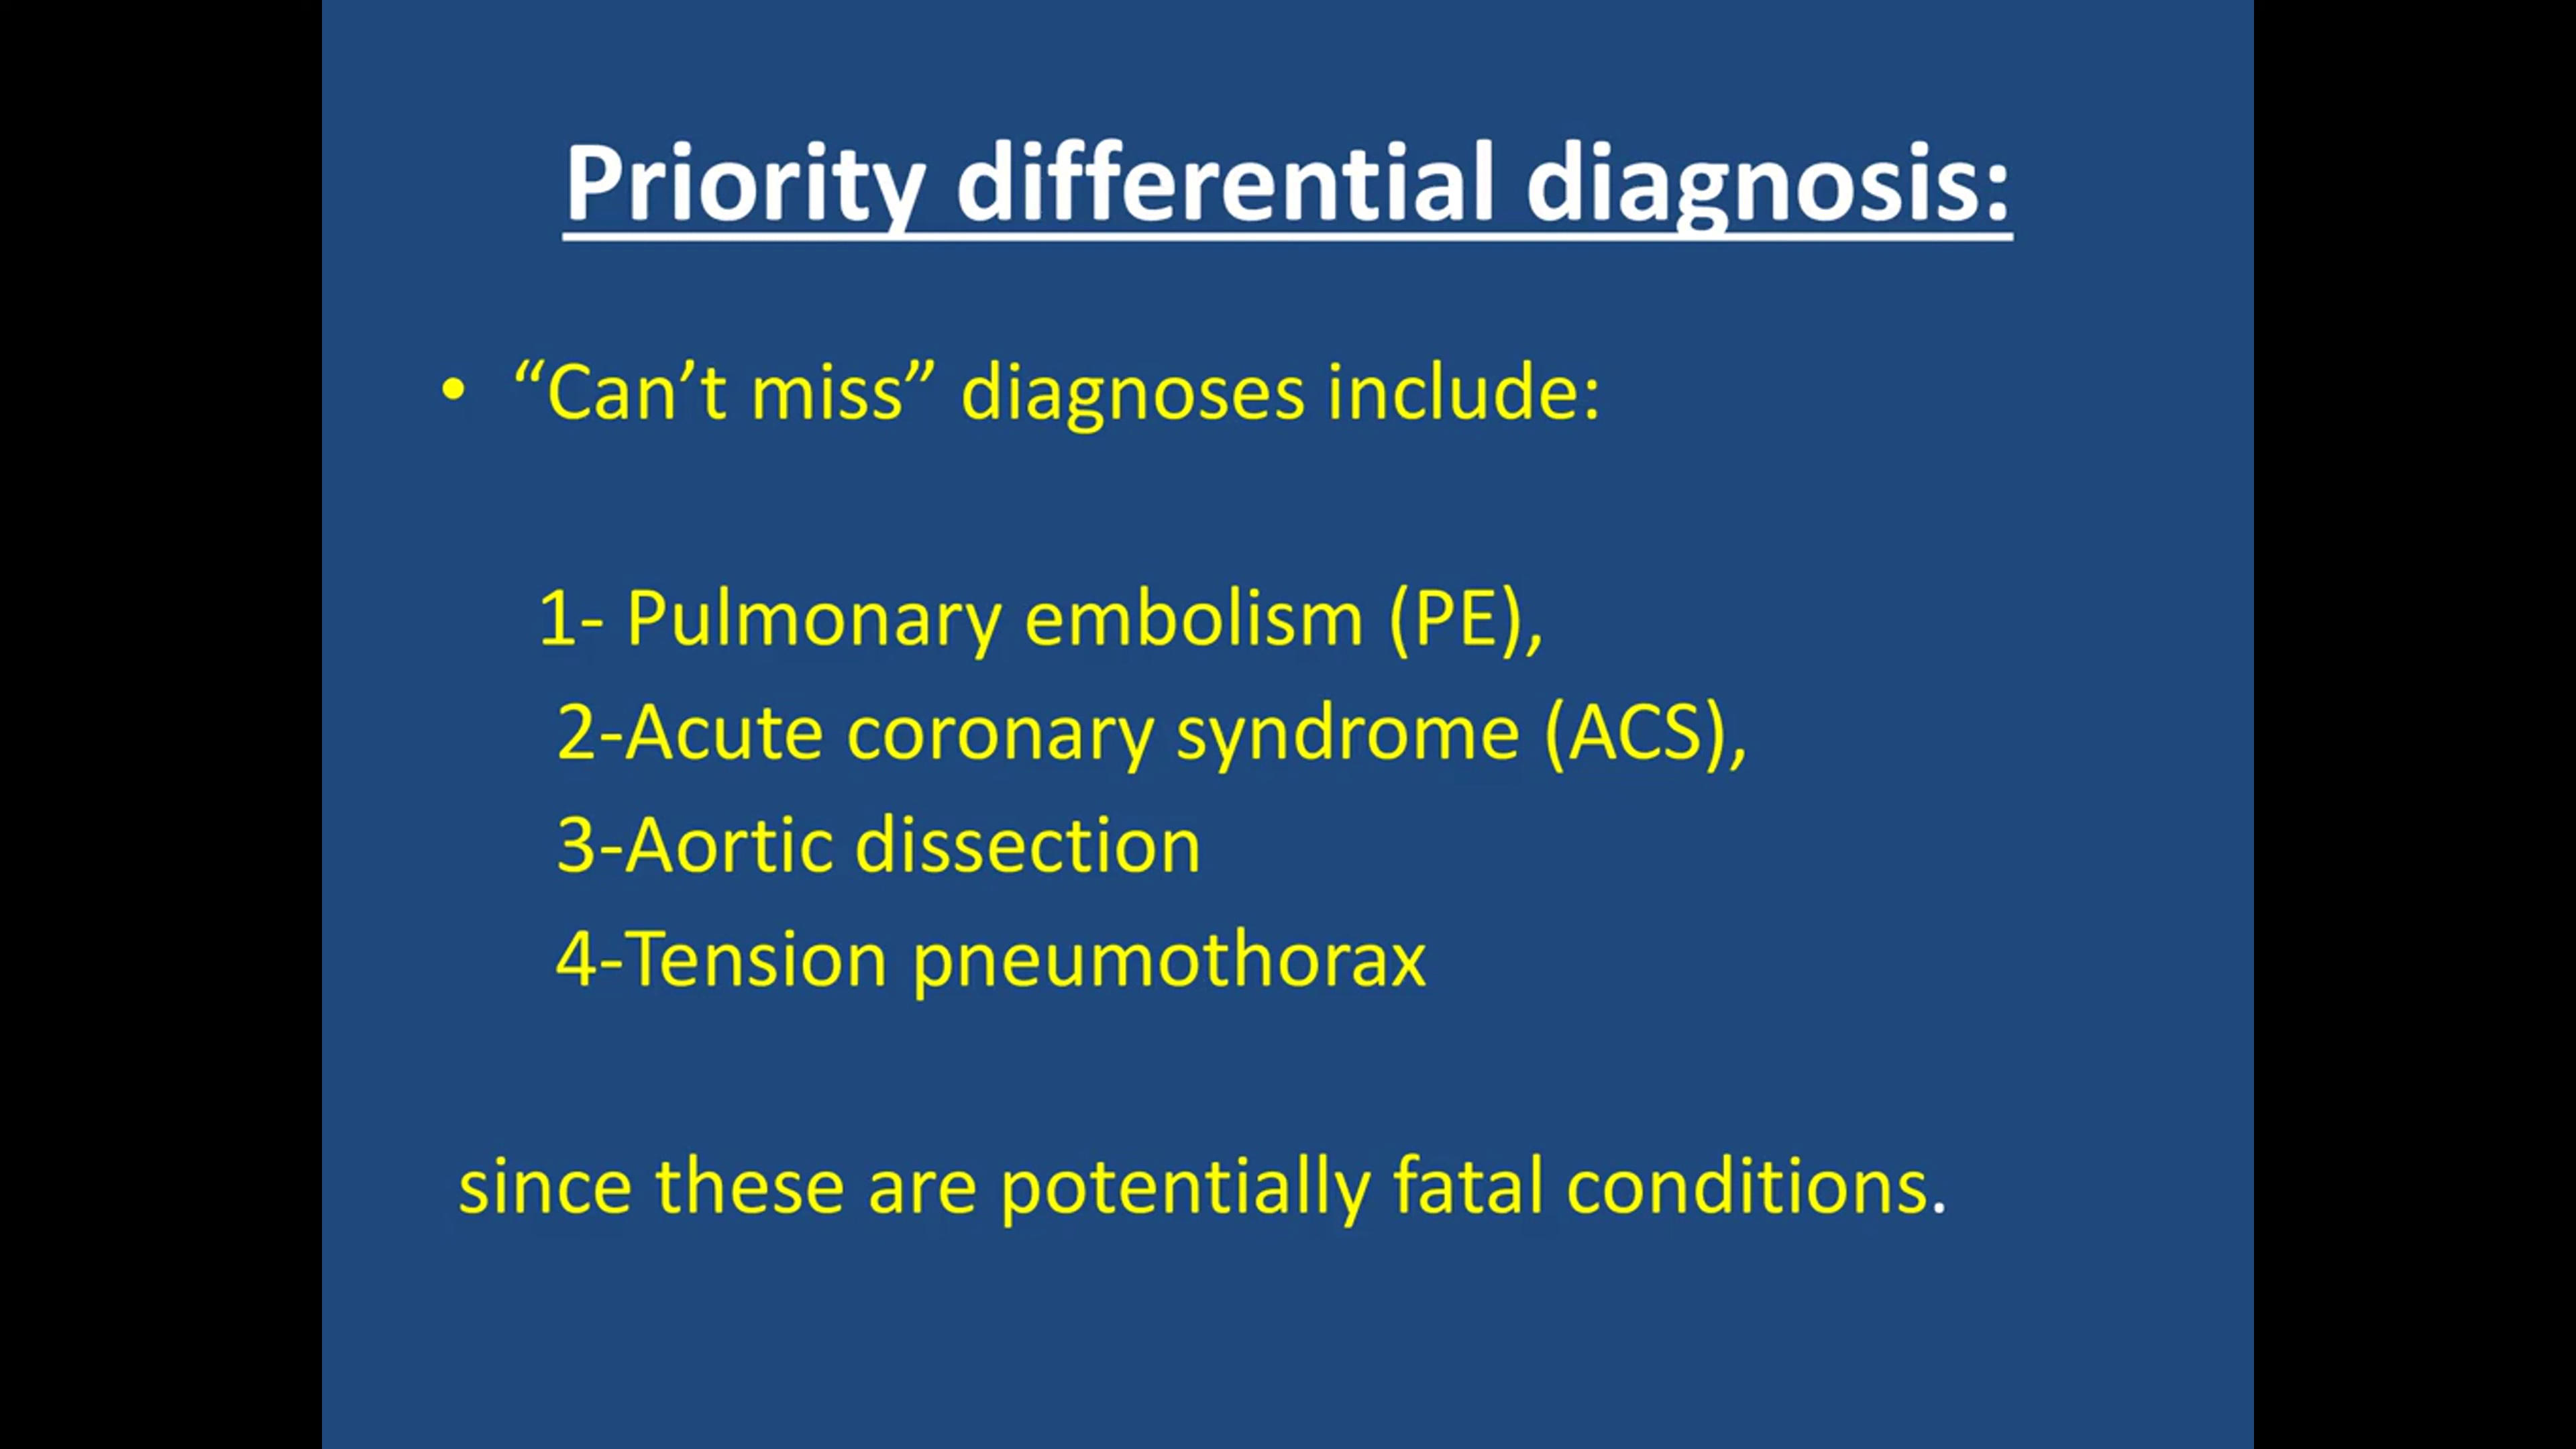 Priority differential diagnosis:
• “Can’t miss” diagnoses include:
1- Pulmonary embolism (PE),
2-Acute coronary syndrome (ACS),
3-Aortic dissection
4-Tension pneumothorax
since these are potentially fatal conditions.